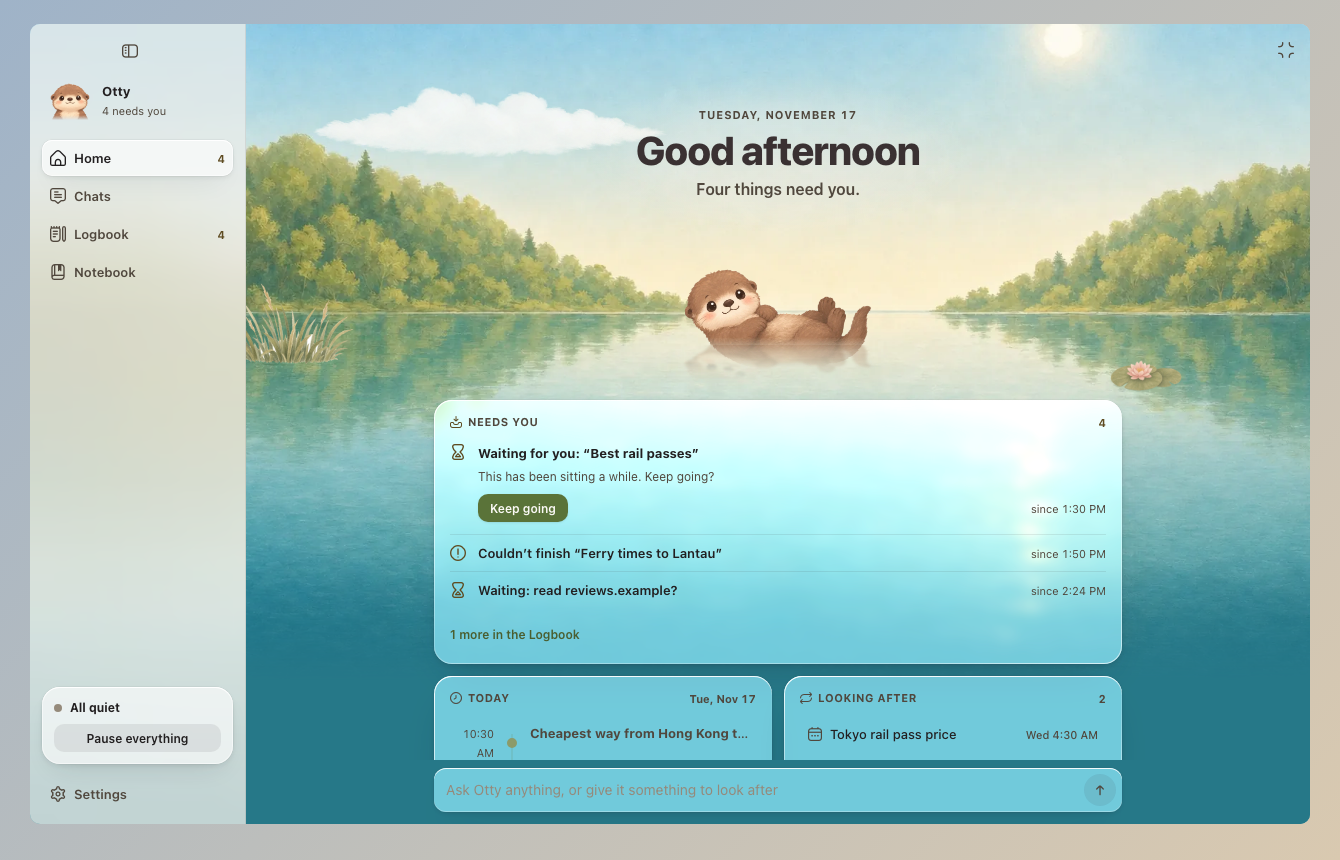 Otty
4 needs you
Home 4
Chats
Logbook 4
Notebook
All quiet
Pause everything
Settings
TUESDAY, NOVEMBER 17
Good afternoon
Four things need you.
NEEDS YOU 4
Waiting for you: “Best rail passes”
This has been sitting a while. Keep going?
Keep going since 1:30 PM
Couldn’t finish “Ferry times to Lantau” since 1:50 PM
Waiting: read reviews.example? since 2:24 PM
1 more in the Logbook
TODAY Tue, Nov 17
10:30 AM Cheapest way from Hong Kong t…
LOOKING AFTER 2
Tokyo rail pass price Wed 4:30 AM
Ask Otty anything, or give it something to look after